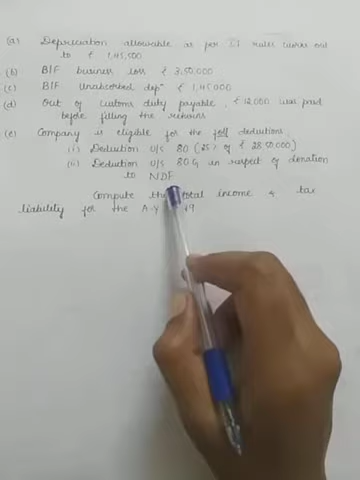 (a) Depreciation allowable as per IT rules works out
to ₹ 1,45,500
(b) B/F business loss ₹ 3,50,000
(c) B/F Unabsorbed depⁿ ₹ 1,45,000
(d) Out of customs duty payable, ₹ 12,000 was paid
before filling the returns
(e) Company is eligible for the foll deductions:
(i) Deduction u/s 80 (25% of ₹ 28,50,000)
(ii) Deduction u/s 80G in respect of donation
to NDF
Compute the total income & tax
liability for the A.Y 19